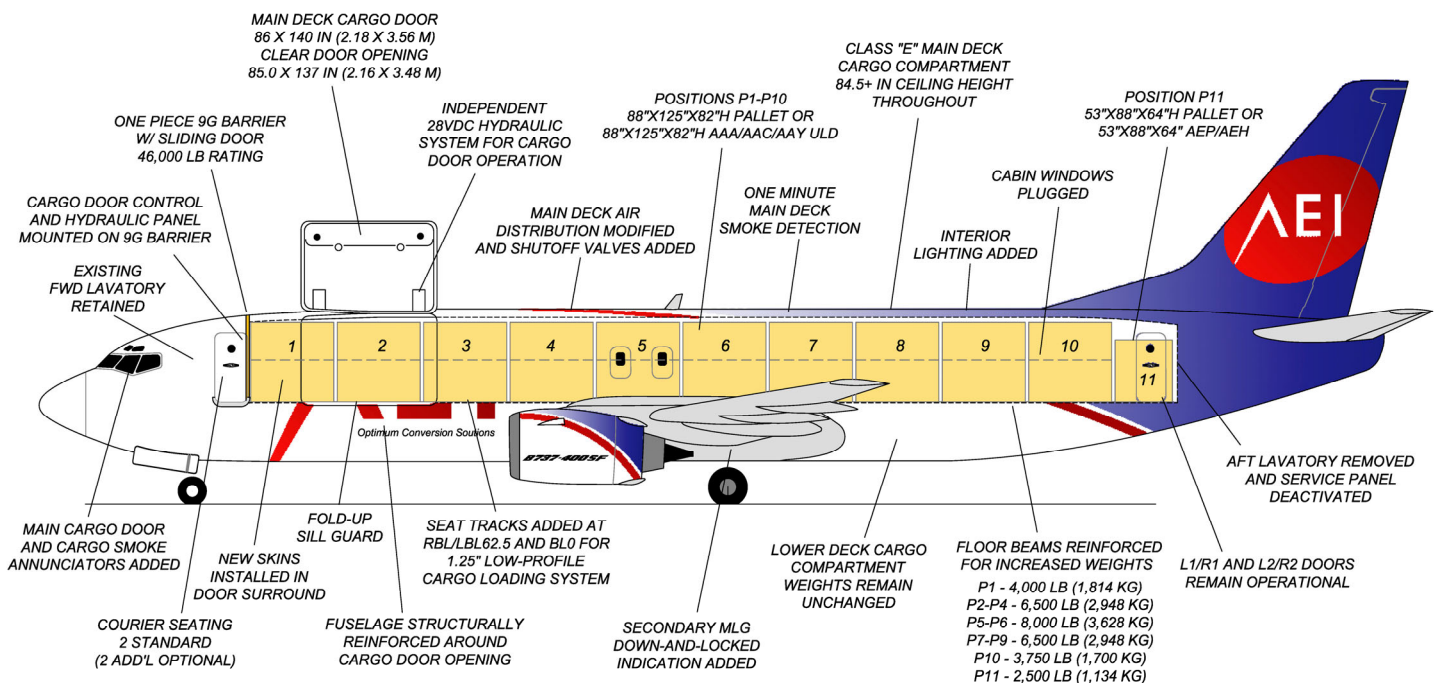 MAIN DECK CARGO DOOR
86 X 140 IN (2.18 X 3.56 M)
CLEAR DOOR OPENING
85.0 X 137 IN (2.16 X 3.48 M)
CLASS "E" MAIN DECK
CARGO COMPARTMENT
84.5+ IN CEILING HEIGHT
THROUGHOUT
POSITIONS P1-P10
88"X125"X82"H PALLET OR
88"X125"X82"H AAA/AAC/AAY ULD
POSITION P11
53"X88"X64"H PALLET OR
53"X88"X64" AEP/AEH
INDEPENDENT
28VDC HYDRAULIC
SYSTEM FOR CARGO
DOOR OPERATION
ONE PIECE 9G BARRIER
W/ SLIDING DOOR
46,000 LB RATING
CABIN WINDOWS
PLUGGED
CARGO DOOR CONTROL
AND HYDRAULIC PANEL
MOUNTED ON 9G BARRIER
MAIN DECK AIR
DISTRIBUTION MODIFIED
AND SHUTOFF VALVES ADDED
ONE MINUTE
MAIN DECK
SMOKE DETECTION
INTERIOR
LIGHTING ADDED
AEI
EXISTING
FWD LAVATORY
RETAINED
1
2
3
4
5
6
7
8
9
10
11
Optimum Conversion Soutions
B737-400SF
AFT LAVATORY REMOVED
AND SERVICE PANEL
DEACTIVATED
MAIN CARGO DOOR
AND CARGO SMOKE
ANNUNCIATORS ADDED
FOLD-UP
SILL GUARD
SEAT TRACKS ADDED AT
RBL/LBL62.5 AND BL0 FOR
1.25" LOW-PROFILE
CARGO LOADING SYSTEM
NEW SKINS
INSTALLED IN
DOOR SURROUND
LOWER DECK CARGO
COMPARTMENT
WEIGHTS REMAIN
UNCHANGED
FLOOR BEAMS REINFORCED
FOR INCREASED WEIGHTS
P1 - 4,000 LB (1,814 KG)
P2-P4 - 6,500 LB (2,948 KG)
P5-P6 - 8,000 LB (3,628 KG)
P7-P9 - 6,500 LB (2,948 KG)
P10 - 3,750 LB (1,700 KG)
P11 - 2,500 LB (1,134 KG)
L1/R1 AND L2/R2 DOORS
REMAIN OPERATIONAL
COURIER SEATING
2 STANDARD
(2 ADD'L OPTIONAL)
FUSELAGE STRUCTURALLY
REINFORCED AROUND
CARGO DOOR OPENING
SECONDARY MLG
DOWN-AND-LOCKED
INDICATION ADDED